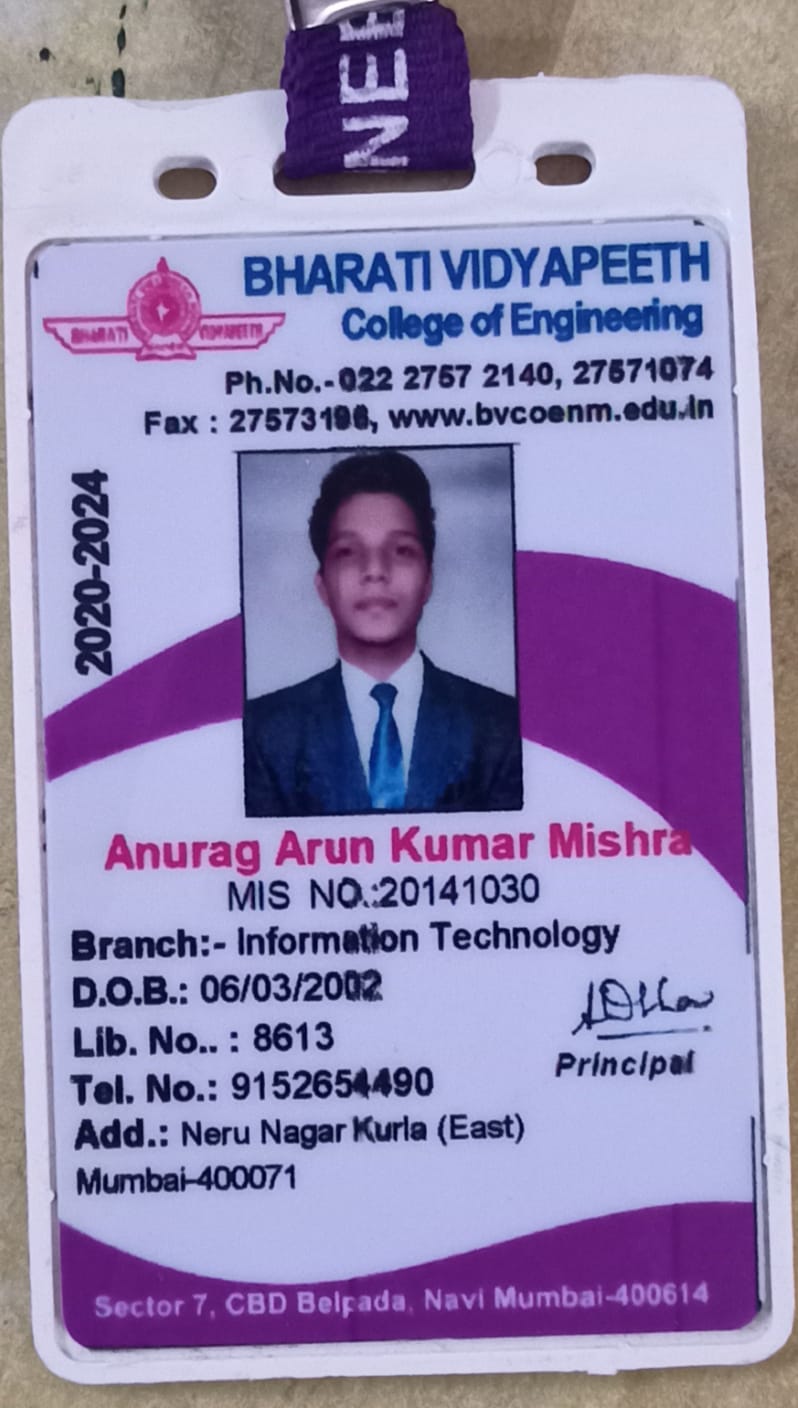 NEE
BHARATI VIDYAPEETH
College of Engineering
BHARATI VIDYAPEETH
Ph.No.-022 2757 2140, 27571074
Fax : www.bvcoenm.edu.in
2020-2024
Anurag Arun Kumar Mishra
MIS NO.:20141030
Branch:- Information Technology
D.O.B.: 06/03/2002
Lib. No.. : 8613
Tel. No.: 9152654490
Add.: Neru Nagar Kurla (East)
Mumbai-400071
Principal
Sector 7, CBD Belpada, Navi Mumbai-400614